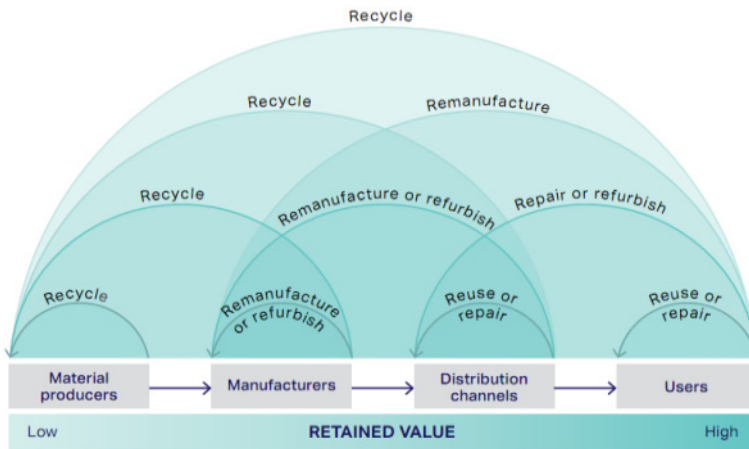 Recycle
Recycle
Remanufacture
Recycle
Remanufacture or refurbish
Repair or refurbish
Recycle
Remanufacture
or refurbish
Reuse or
repair
Reuse or
repair
Material
producers
Manufacturers
Distribution
channels
Users
Low
RETAINED VALUE
High